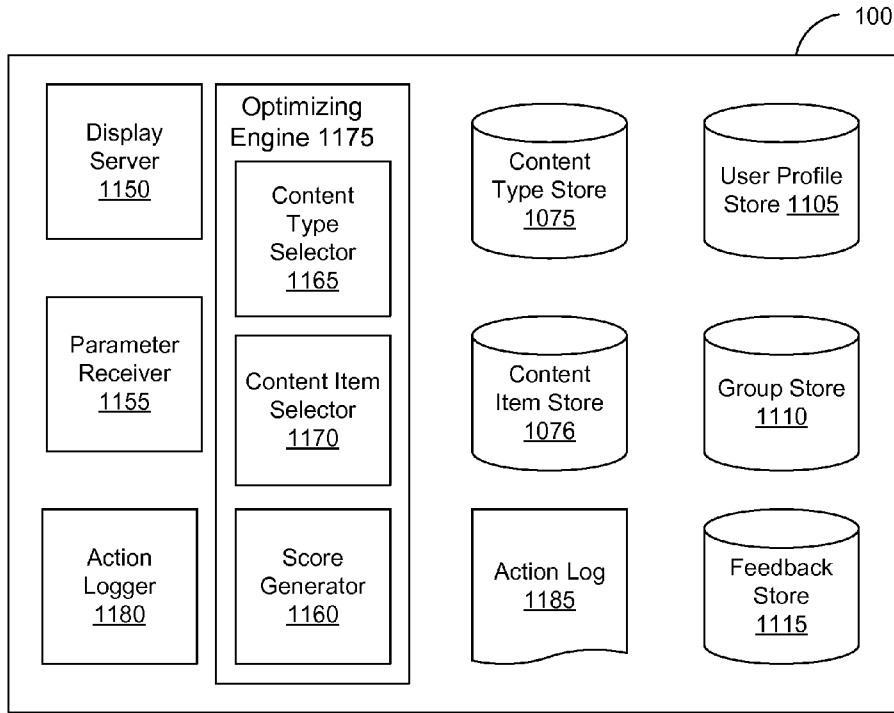 100
Display
Server
1150
Optimizing
Engine 1175
Content
Type
Selector
1165
Content
Type Store
1075
User Profile
Store 1105
Parameter
Receiver
1155
Content Item
Selector
1170
Content
Item Store
1076
Group Store
1110
Action
Logger
1180
Score
Generator
1160
Action Log
1185
Feedback
Store
1115